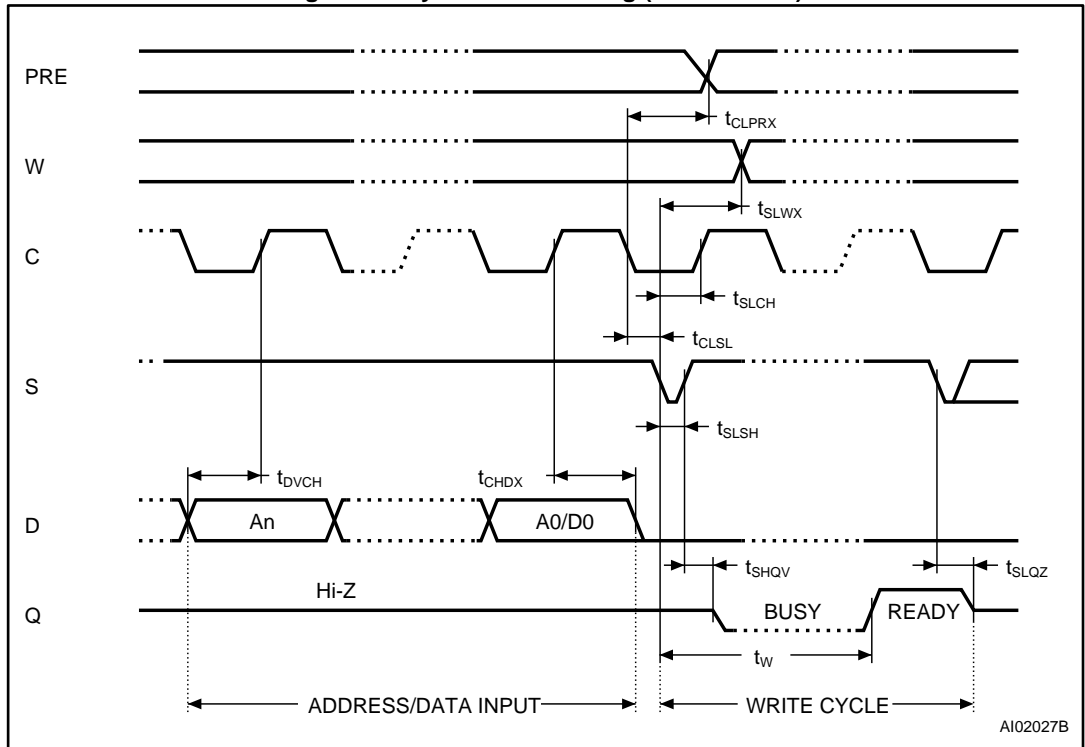 PRE
tCLPRX
W
tSLWX
C
tSLCH
tCLSL
S
tSLSH
tDVCH
tCHDX
D
An
A0/D0
tSHQV
tSLQZ
Hi-Z
Q
BUSY
READY
tW
ADDRESS/DATA INPUT
WRITE CYCLE
AI02027B